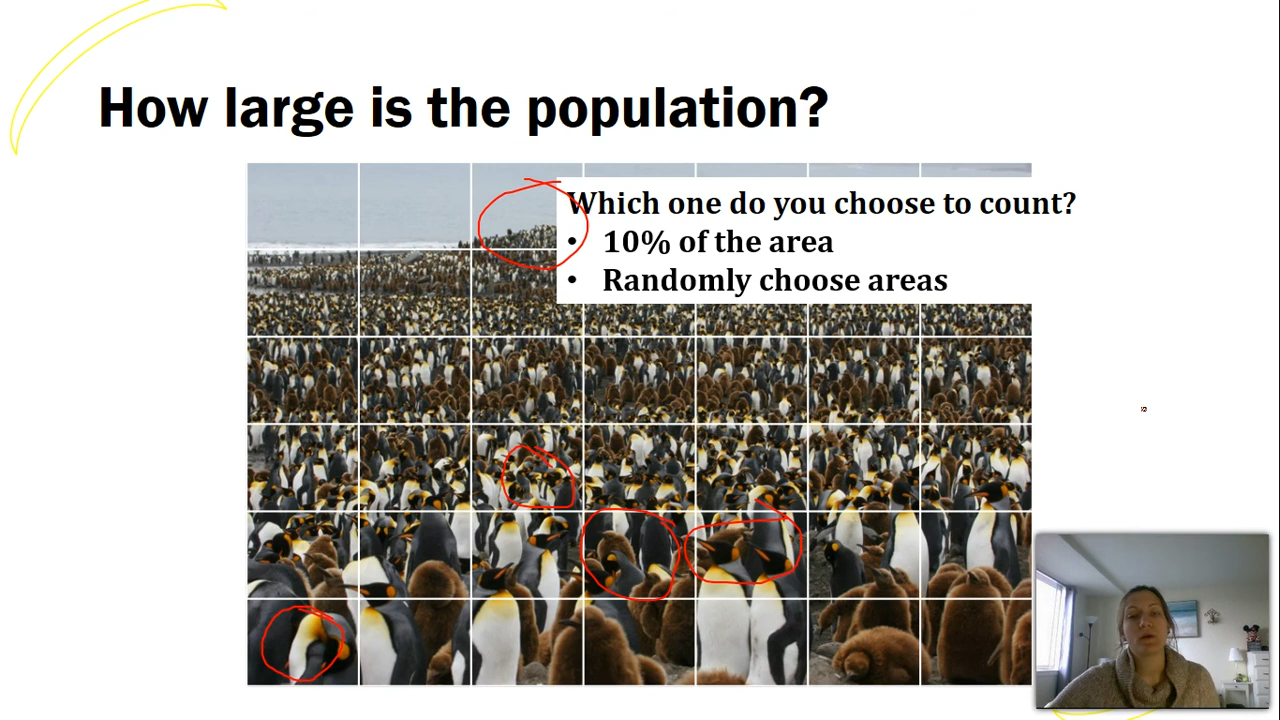 How large is the population?
Which one do you choose to count?
• 10% of the area
• Randomly choose areas